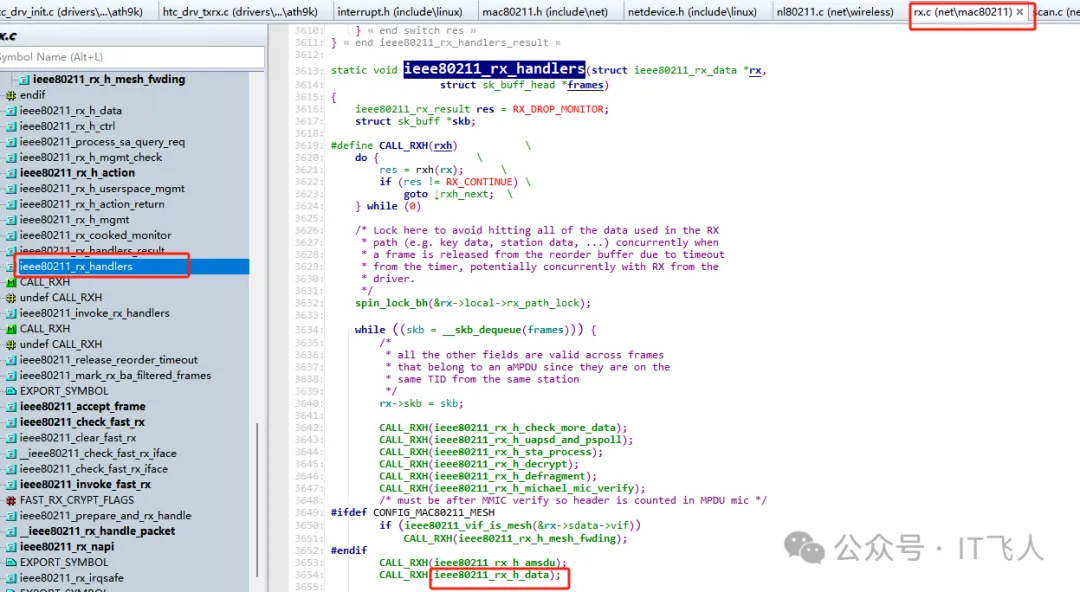 tc_drv_init.c (drivers\...\ath9k)
htc_drv_txrx.c (drivers\...\ath9k)
interrupt.h (include\linux)
mac80211.h (include\net)
netdevice.h (include\linux)
nl80211.c (net\wireless)
rx.c (net\mac80211) ×
scan.c (ne
x.c
ymbol Name (Alt+L)
ieee80211_rx_h_mesh_fwding
endif
ieee80211_rx_h_data
ieee80211_rx_h_ctrl
ieee80211_process_sa_query_req
ieee80211_rx_h_mgmt_check
ieee80211_rx_h_action
ieee80211_rx_h_userspace_mgmt
ieee80211_rx_h_action_return
ieee80211_rx_h_mgmt
ieee80211_rx_cooked_monitor
ieee80211_rx_handlers_result
ieee80211_rx_handlers
CALL_RXH
undef CALL_RXH
ieee80211_invoke_rx_handlers
CALL_RXH
undef CALL_RXH
ieee80211_release_reorder_timeout
ieee80211_mark_rx_ba_filtered_frames
EXPORT_SYMBOL
ieee80211_accept_frame
ieee80211_check_fast_rx
ieee80211_clear_fast_rx
__ieee80211_check_fast_rx_iface
ieee80211_check_fast_rx_iface
ieee80211_invoke_fast_rx
FAST_RX_CRYPT_FLAGS
ieee80211_prepare_and_rx_handle
__ieee80211_rx_handle_packet
ieee80211_rx_napi
EXPORT_SYMBOL
ieee80211_rx_irqsafe
EXPORT_SYMBOL
3610: } « end switch res »
3611: } « end ieee80211_rx_handlers_result »
3612:
3613: static void ieee80211_rx_handlers(struct ieee80211_rx_data *rx,
3614: struct sk_buff_head *frames)
3615: {
3616: ieee80211_rx_result res = RX_DROP_MONITOR;
3617: struct sk_buff *skb;
3618:
3619: #define CALL_RXH(rxh) \
3620: do { \
3621: res = rxh(rx); \
3622: if (res != RX_CONTINUE) \
3623: goto ↓rxh_next; \
3624: } while (0)
3625:
3626: /* Lock here to avoid hitting all of the data used in the RX
3627: * path (e.g. key data, station data, ...) concurrently when
3628: * a frame is released from the reorder buffer due to timeout
3629: * from the timer, potentially concurrently with RX from the
3630: * driver.
3631: */
3632: spin_lock_bh(&rx->local->rx_path_lock);
3633:
3634: while ((skb = __skb_dequeue(frames))) {
3635: /*
3636: * all the other fields are valid across frames
3637: * that belong to an aMPDU since they are on the
3638: * same TID from the same station
3639: */
3640: rx->skb = skb;
3641:
3642: CALL_RXH(ieee80211_rx_h_check_more_data);
3643: CALL_RXH(ieee80211_rx_h_uapsd_and_pspoll);
3644: CALL_RXH(ieee80211_rx_h_sta_process);
3645: CALL_RXH(ieee80211_rx_h_decrypt);
3646: CALL_RXH(ieee80211_rx_h_defragment);
3647: CALL_RXH(ieee80211_rx_h_michael_mic_verify);
3648: /* must be after MMIC verify so header is counted in MPDU mic */
3649: #ifdef CONFIG_MAC80211_MESH
3650: if (ieee80211_vif_is_mesh(&rx->sdata->vif))
3651: CALL_RXH(ieee80211_rx_h_mesh_fwding);
3652: #endif
3653: CALL_RXH(ieee80211_rx_h_amsdu);
3654: CALL_RXH(ieee80211_rx_h_data);
3655:
公众号 · IT飞人